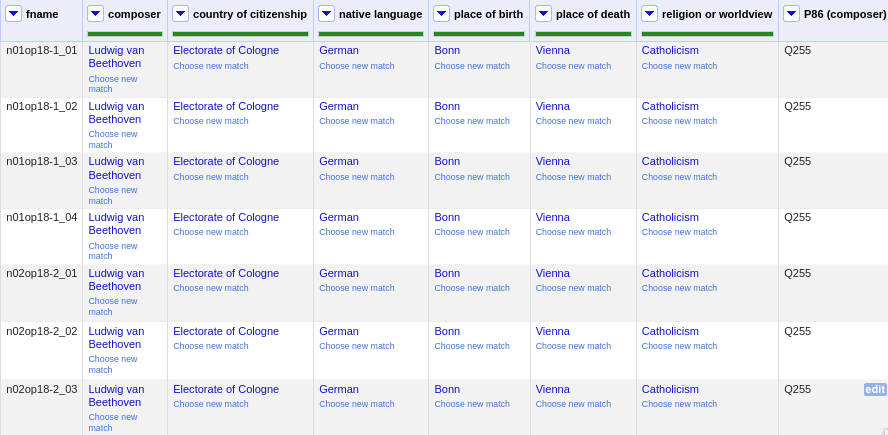 fname composer country of citizenship native language place of birth place of death religion or worldview P86 (composer)
n01op18-1_01 Ludwig van Electorate of Cologne German Bonn Vienna Catholicism Q255
Beethoven Choose new match Choose new match Choose new match Choose new match Choose new match
Choose new
match
n01op18-1_02 Ludwig van Electorate of Cologne German Bonn Vienna Catholicism Q255
Beethoven Choose new match Choose new match Choose new match Choose new match Choose new match
Choose new
match
n01op18-1_03 Ludwig van Electorate of Cologne German Bonn Vienna Catholicism Q255
Beethoven Choose new match Choose new match Choose new match Choose new match Choose new match
Choose new
match
n01op18-1_04 Ludwig van Electorate of Cologne German Bonn Vienna Catholicism Q255
Beethoven Choose new match Choose new match Choose new match Choose new match Choose new match
Choose new
match
n02op18-2_01 Ludwig van Electorate of Cologne German Bonn Vienna Catholicism Q255
Beethoven Choose new match Choose new match Choose new match Choose new match Choose new match
Choose new
match
n02op18-2_02 Ludwig van Electorate of Cologne German Bonn Vienna Catholicism Q255
Beethoven Choose new match Choose new match Choose new match Choose new match Choose new match
Choose new
match
n02op18-2_03 Ludwig van Electorate of Cologne German Bonn Vienna Catholicism Q255 edit
Beethoven Choose new match Choose new match Choose new match Choose new match Choose new match
Choose new
match